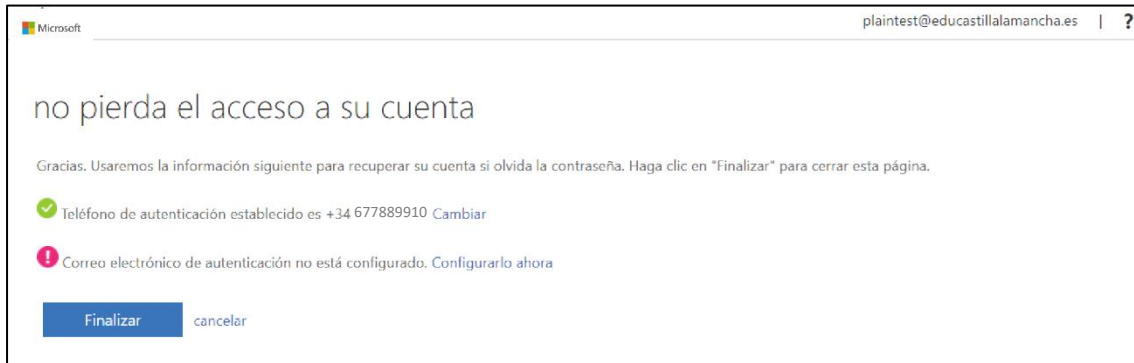 Microsoft
plaintest@educastillalamancha.es | ?
no pierda el acceso a su cuenta
Gracias. Usaremos la información siguiente para recuperar su cuenta si olvida la contraseña. Haga clic en "Finalizar" para cerrar esta página.
Teléfono de autenticación establecido es +34 677889910 Cambiar
! Correo electrónico de autenticación no está configurado. Configurarlo ahora
Finalizar cancelar